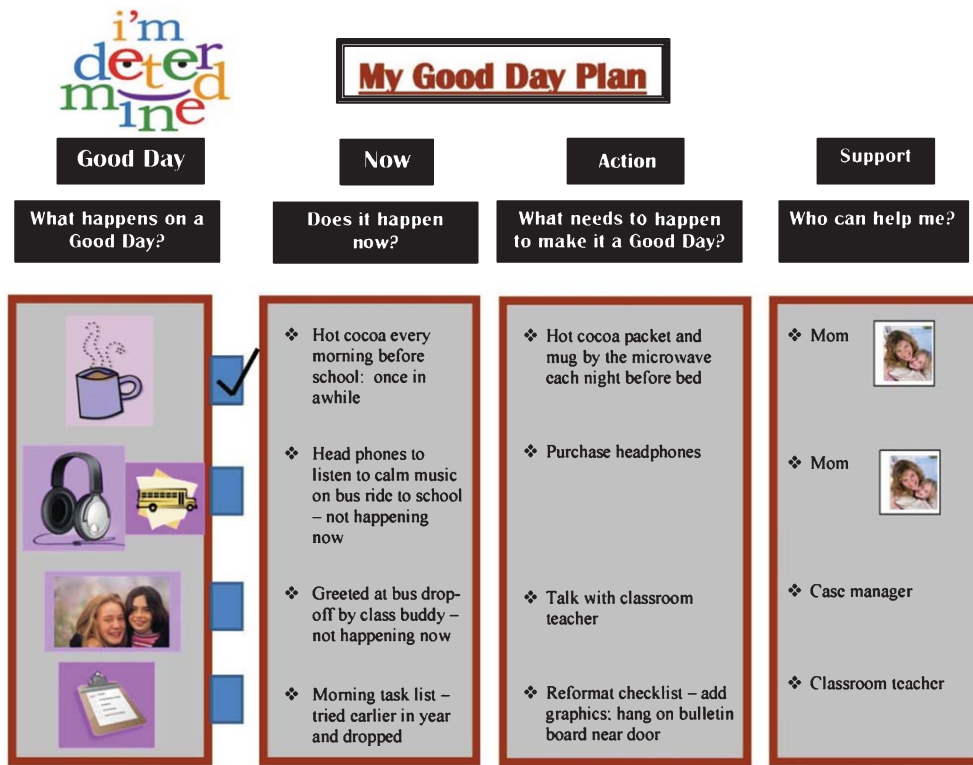 i'm
deter
mined
My Good Day Plan
Good Day
Now
Action
Support
What happens on a
Good Day?
Does it happen
now?
What needs to happen
to make it a Good Day?
Who can help me?
❖ Hot cocoa every
morning before
school: once in
awhile
❖ Head phones to
listen to calm music
on bus ride to school
– not happening
now
❖ Greeted at bus drop-
off by class buddy –
not happening now
❖ Morning task list –
tried earlier in year
and dropped
❖ Hot cocoa packet and
mug by the microwave
each night before bed
❖ Purchase headphones
❖ Talk with classroom
teacher
❖ Reformat checklist – add
graphics; hang on bulletin
board near door
❖ Mom
❖ Mom
❖ Case manager
❖ Classroom teacher